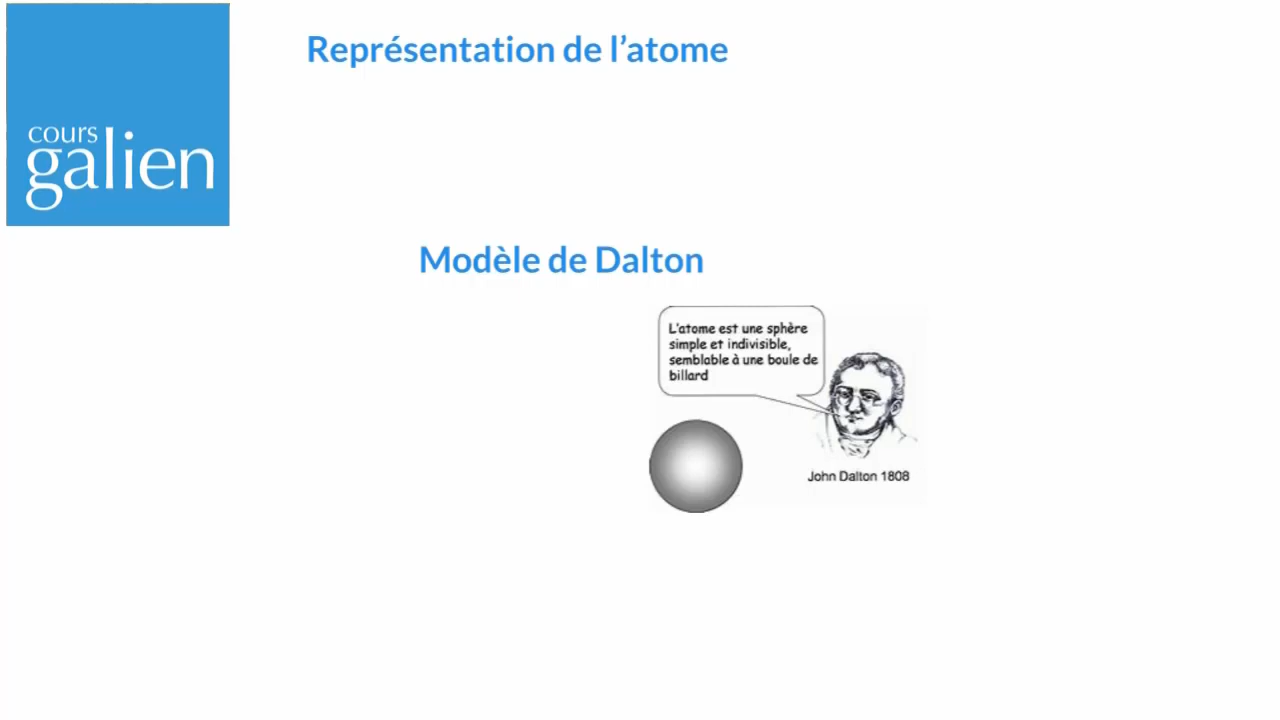 Représentation de l’atome
cours
galien
Modèle de Dalton
L'atome est une sphère
simple et indivisible,
semblable à une boule de
billard
John Dalton 1808